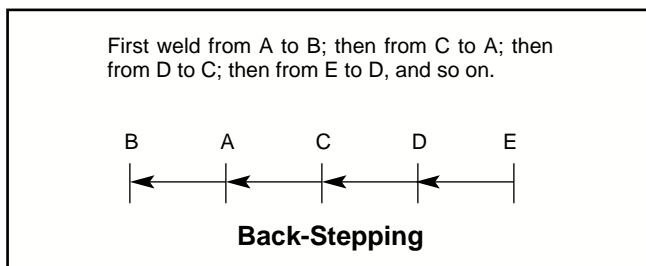 First weld from A to B; then from C to A; then
from D to C; then from E to D, and so on.
B A C D E
Back-Stepping